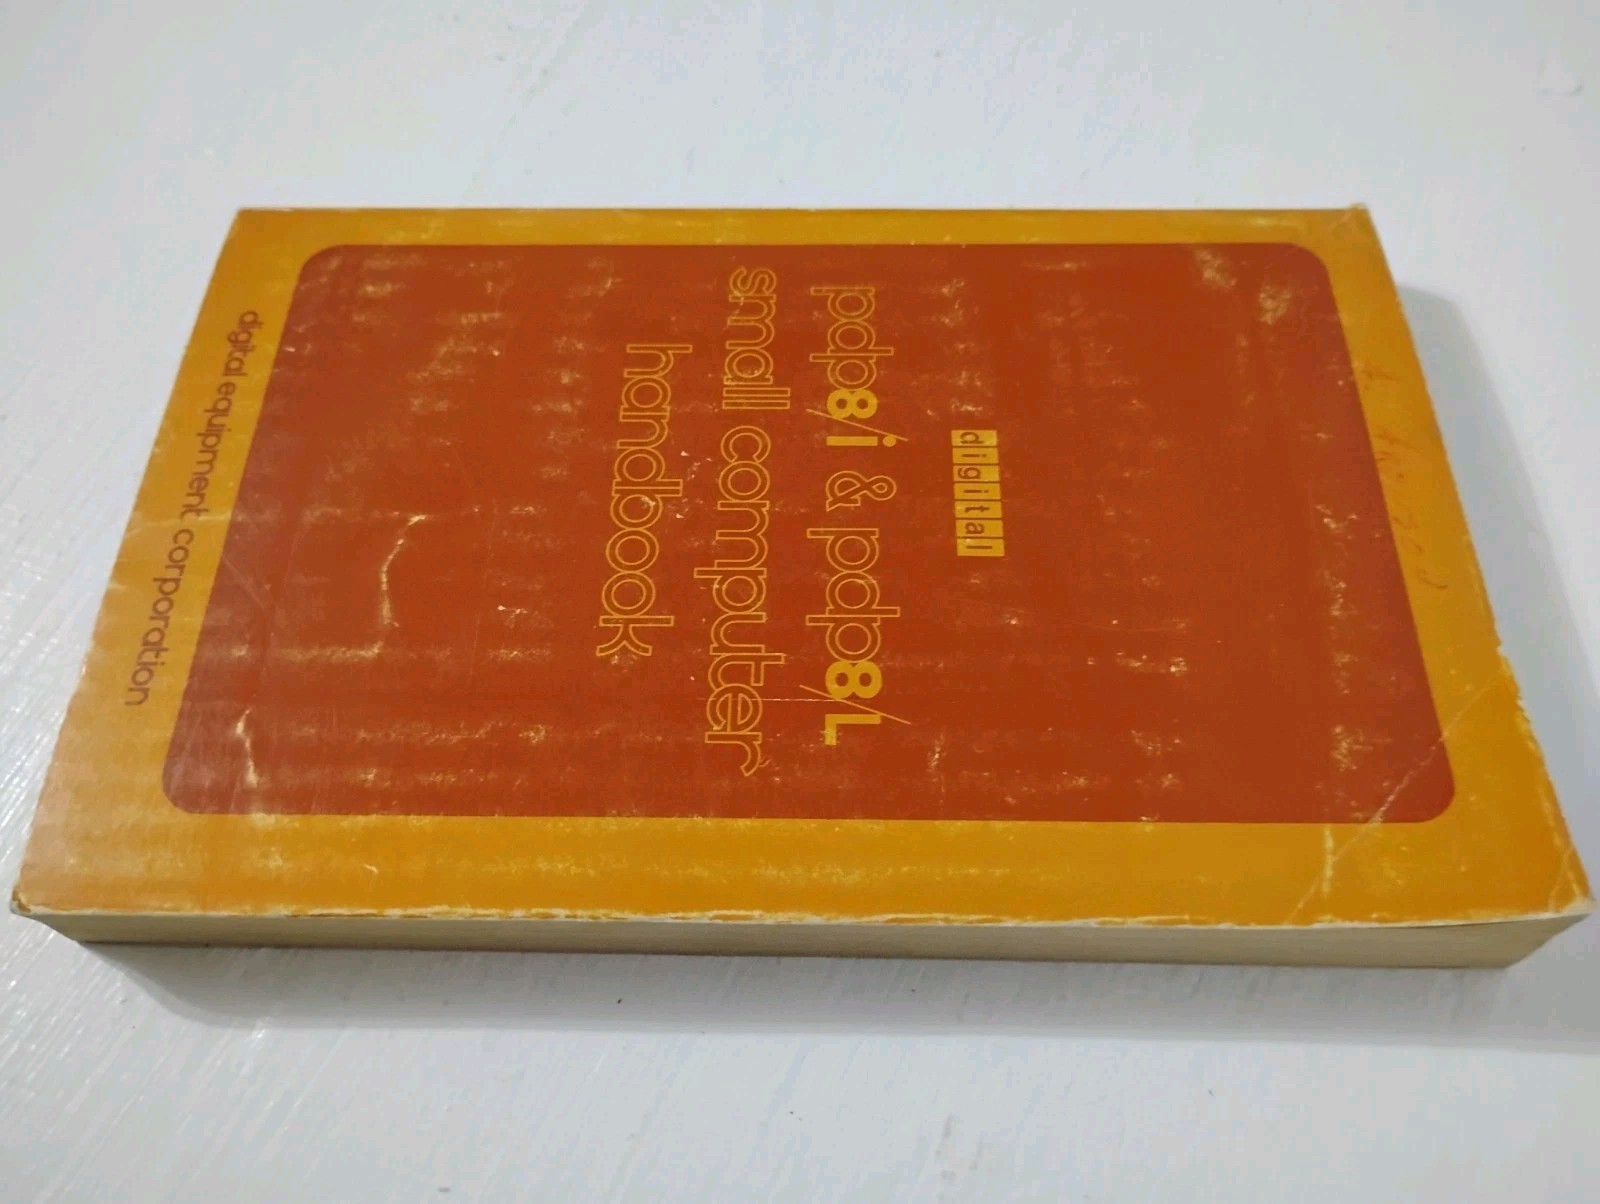 digital
pdp8/i & pdp8/L
small computer
handbook
digital equipment corporation